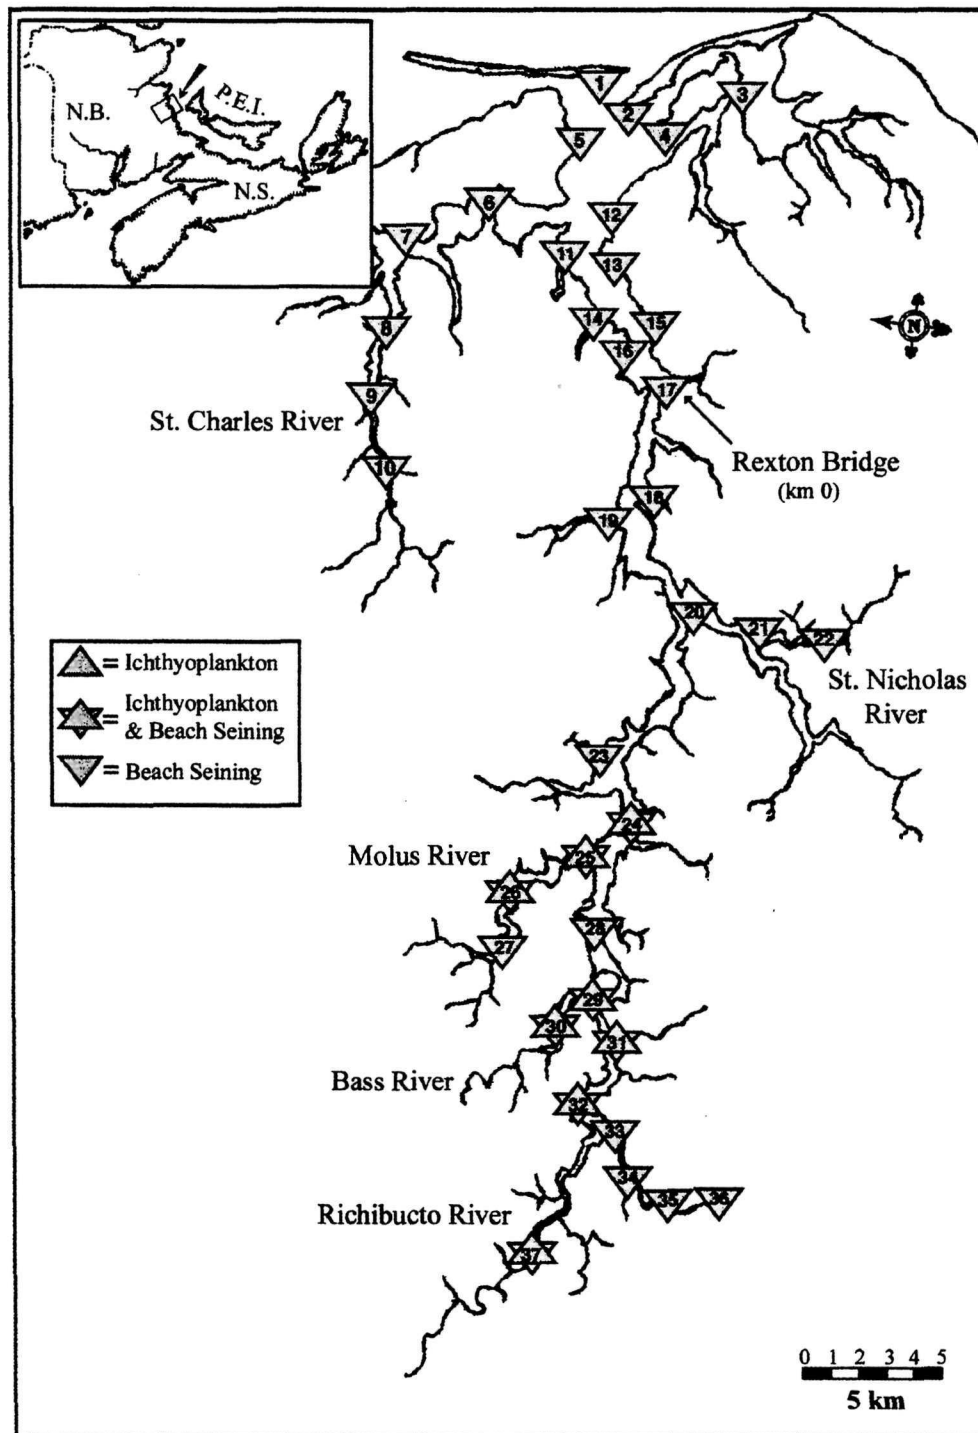 N.B.
P.E.I.
N.S.
1
2
3
4
5
6
7
8
9
10
11
12
13
14
15
16
17
18
19
20
21
22
23
24
25
26
27
28
29
30
31
32
33
34
35
36
37
N
St. Charles River
Rexton Bridge
(km 0)
St. Nicholas
River
= Ichthyoplankton
= Ichthyoplankton
& Beach Seining
= Beach Seining
Molus River
Bass River
Richibucto River
0 1 2 3 4 5
5 km